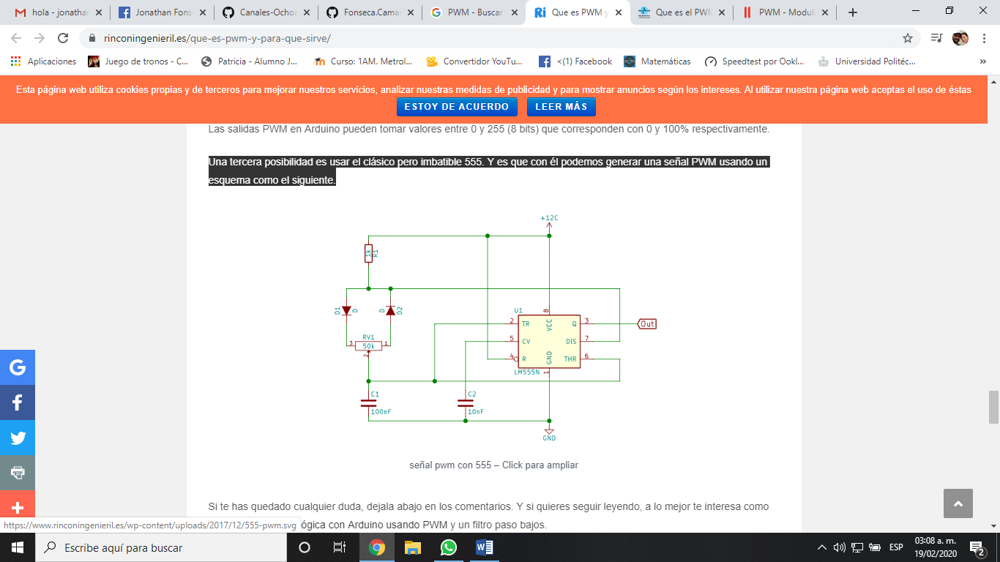 hola - jonathan
Jonathan Fons
Canales-Ochoa
Fonseca.Camar
PWM - Buscar
Que es PWM y
Que es el PWM
PWM - Modula
rinconingenieril.es/que-es-pwm-y-para-que-sirve/
Aplicaciones
Juego de tronos - C...
Patricia - Alumno J...
Curso: 1AM. Metrol...
Convertidor YouTu...
<(1) Facebook
Matemáticas
Speedtest por Ookl...
Universidad Politéc...
»
Esta página web utiliza cookies propias y de terceros para mejorar nuestros servicios, analizar nuestras medidas de publicidad y para mostrar anuncios según los intereses. Al utilizar nuestra página web aceptas el uso de éstas
ESTOY DE ACUERDO
LEER MÁS
Las salidas PWM en Arduino pueden tomar valores entre 0 y 255 (8 bits) que corresponden con 0 y 100% respectivamente.
Una tercera posibilidad es usar el clásico pero imbatible 555. Y es que con él podemos generar una señal PWM usando un
esquema como el siguiente.
+12C
1k
R1
D1
D
D
D2
RV1
50k
3
1
2
U1
2
TR
5
CV
4
R
8
VCC
Q
3
Out
DIS
7
THR
6
GND
1
LM555N
C1
100nF
C2
10nF
GND
señal pwm con 555 – Click para ampliar
Si te has quedado cualquier duda, dejala abajo en los comentarios. Y si quieres seguir leyendo, a lo mejor te interesa como
ógica con Arduino usando PWM y un filtro paso bajos.
https://www.rinconingenieril.es/wp-content/uploads/2017/12/555-pwm.svg
Escribe aquí para buscar
ESP
03:08 a. m.
19/02/2020
2